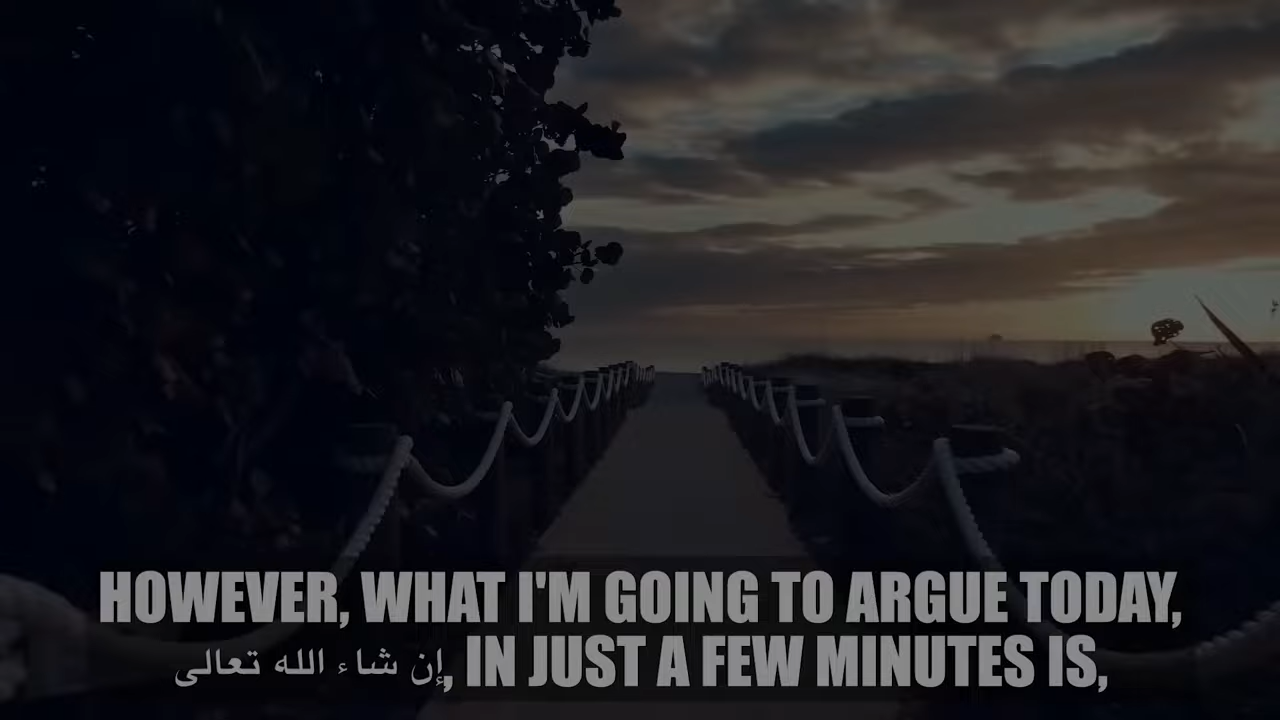 HOWEVER, WHAT I'M GOING TO ARGUE TODAY,
إن شاء الله تعالى, IN JUST A FEW MINUTES IS,